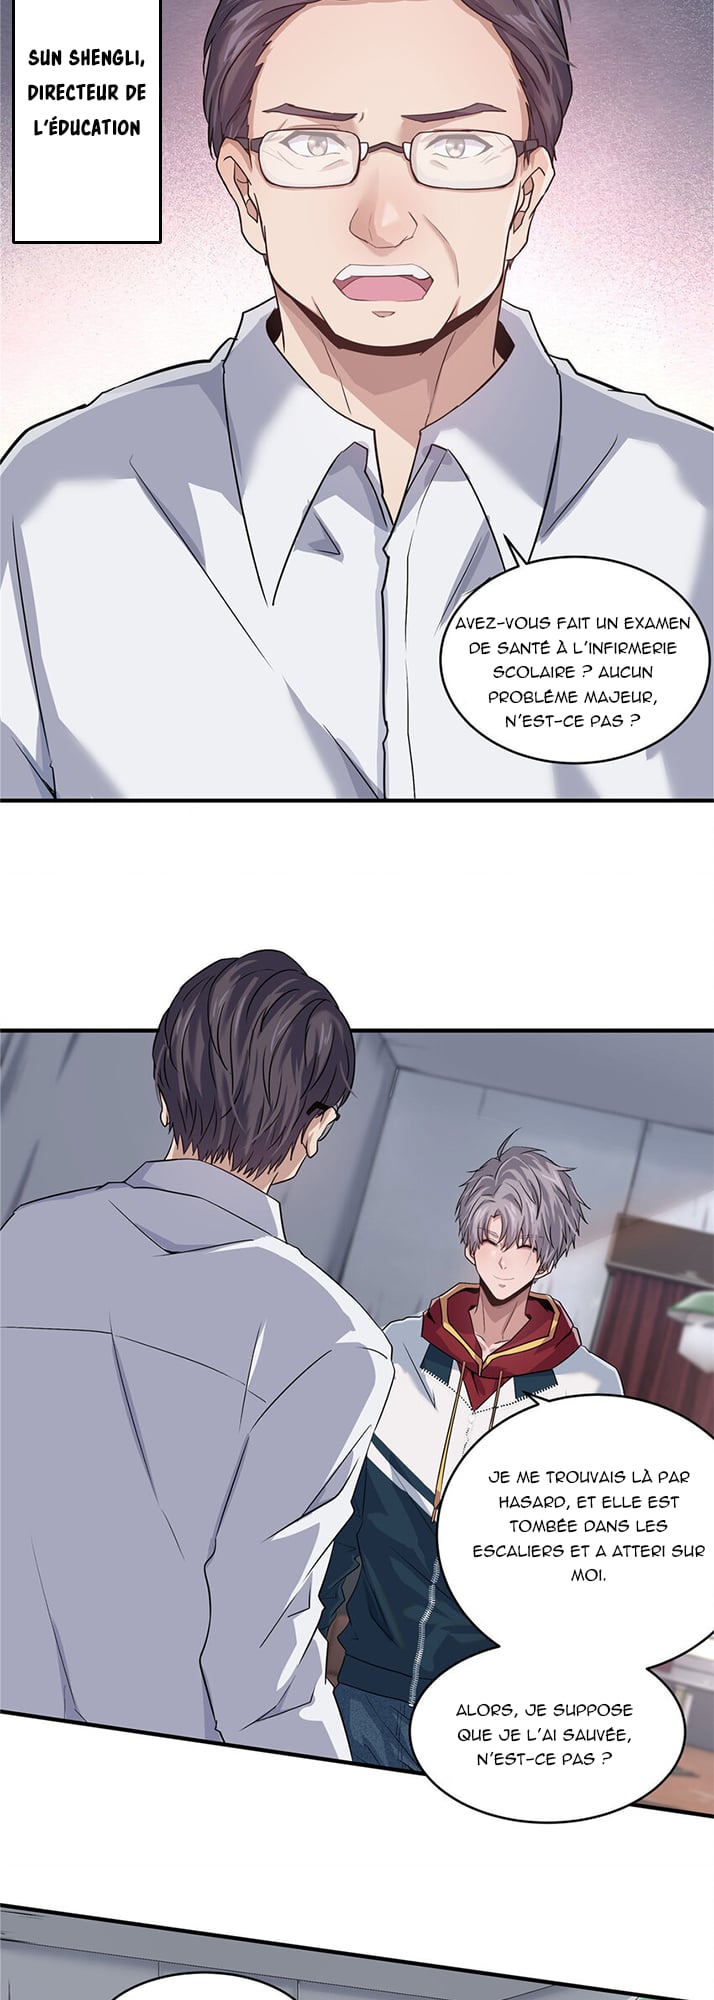 SUN SHENGLI,
DIRECTEUR DE
L'ÉDUCATION
AVEZ-VOUS FAIT UN EXAMEN
DE SANTÉ À L'INFIRMERIE
SCOLAIRE ? AUCUN
PROBLÉME MAJEUR,
N'EST-CE PAS ?
JE ME TROUVAIS LÀ PAR
HASARD, ET ELLE EST
TOMBÉE DANS LES
ESCALIERS ET A ATTERI SUR
MOI.
ALORS, JE SUPPOSE
QUE JE L'AI SAUVÉE,
N'EST-CE PAS ?